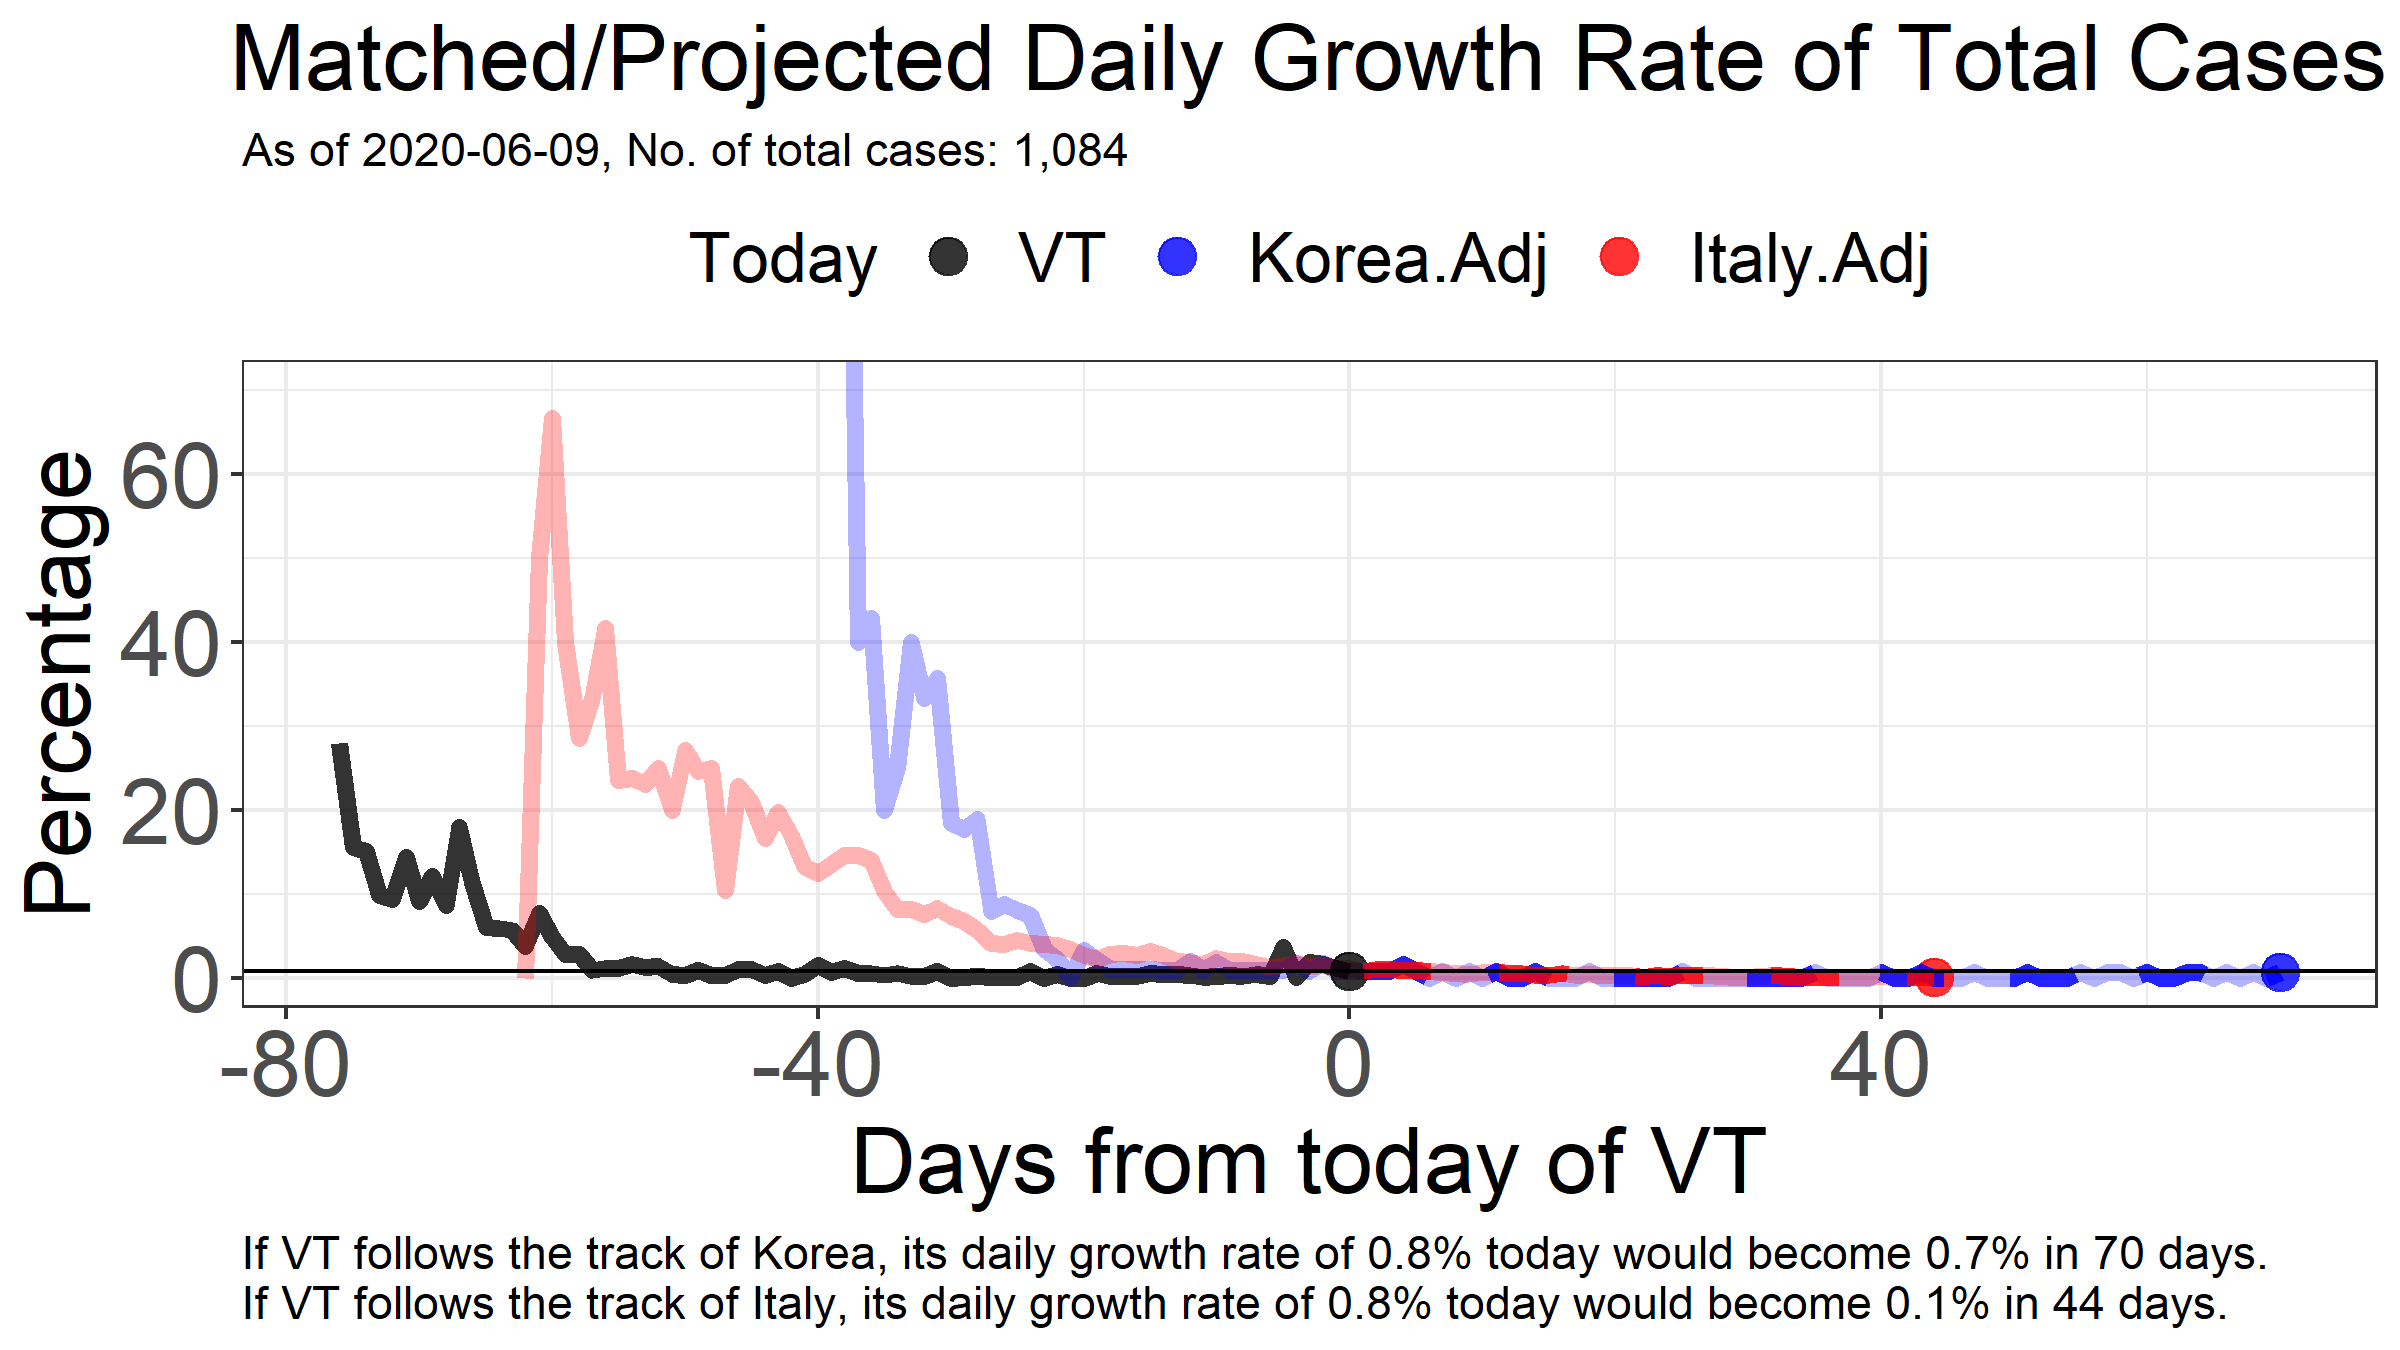 Matched/Projected Daily Growth Rate of Total Cases
As of 2020-06-09, No. of total cases: 1,084
Today VT Korea.Adj Italy.Adj
Percentage
60
40
20
0
-80 -40 0 40
Days from today of VT
If VT follows the track of Korea, its daily growth rate of 0.8% today would become 0.7% in 70 days.
If VT follows the track of Italy, its daily growth rate of 0.8% today would become 0.1% in 44 days.